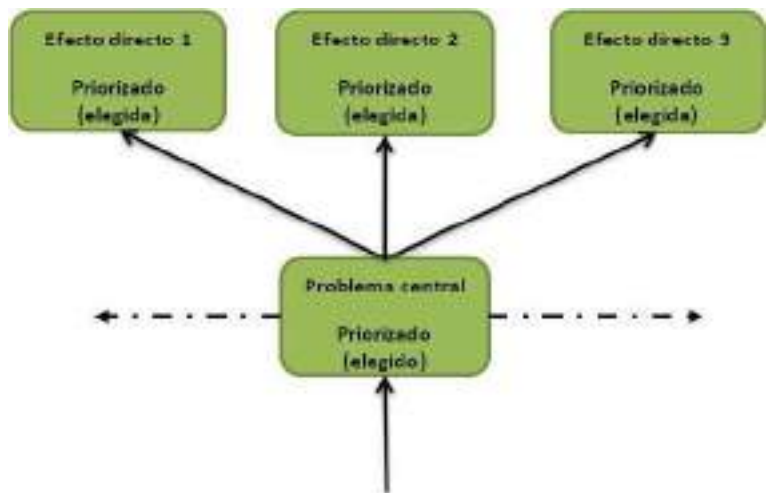 Efecto directo 1
Priorizado
(elegida)
Efecto directo 2
Priorizado
(elegida)
Efecto directo 3
Priorizado
(elegida)
Problema central
Priorizado
(elegido)